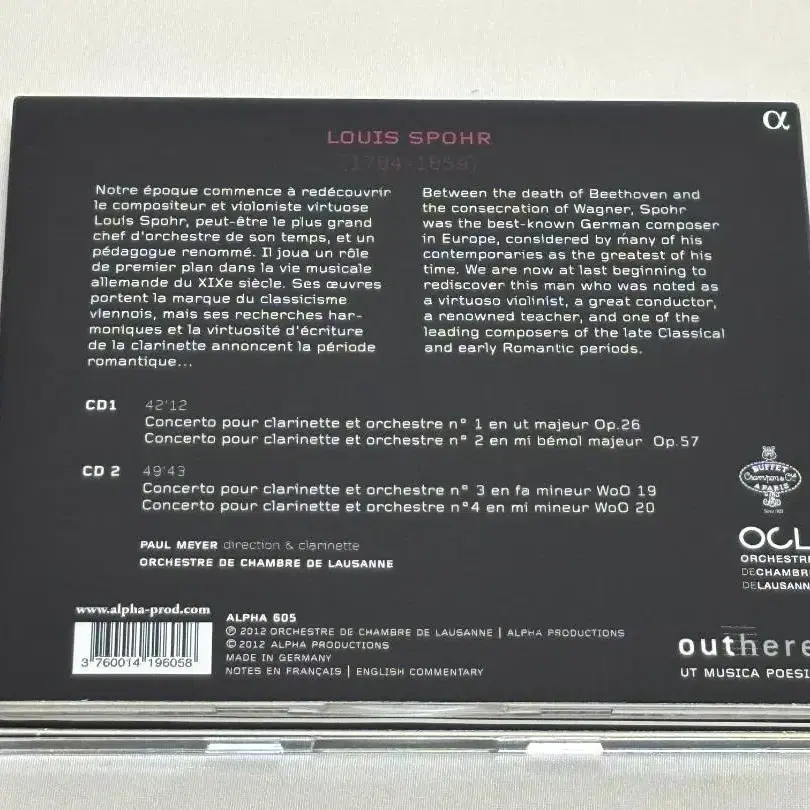 α
LOUIS SPOHR
(1784-1859)
Notre époque commence à redécouvrir
le compositeur et violoniste virtuose
Louis Spohr, peut-être le plus grand
chef d'orchestre de son temps, et un
pédagogue renommé. Il joua un rôle
de premier plan dans la vie musicale
allemande du XIXe siècle. Ses œuvres
portent la marque du classicisme
viennois, mais ses recherches har-
moniques et la virtuosité d'écriture
de la clarinette annoncent la période
romantique...
Between the death of Beethoven and
the consecration of Wagner, Spohr
was the best-known German composer
in Europe, considered by many of his
contemporaries as the greatest of his
time. We are now at last beginning to
rediscover this man who was noted as
a virtuoso violinist, a great conductor,
a renowned teacher, and one of the
leading composers of the late Classical
and early Romantic periods.
CD1 42'12
Concerto pour clarinette et orchestre n° 1 en ut majeur Op.26
Concerto pour clarinette et orchestre n° 2 en mi bémol majeur Op.57
CD 2 49'43
Concerto pour clarinette et orchestre n° 3 en fa mineur WoO 19
Concerto pour clarinette et orchestre n°4 en mi mineur WoO 20
PAUL MEYER direction & clarinette
ORCHESTRE DE CHAMBRE DE LAUSANNE
BUFFET
Crampon & Cie
A PARIS
OCL
ORCHESTRE
DECHAMBR
DELAUSANN
www.alpha-prod.com
3 760014 196058
ALPHA 605
℗ 2012 ORCHESTRE DE CHAMBRE DE LAUSANNE | ALPHA PRODUCTIONS
© 2012 ALPHA PRODUCTIONS
MADE IN GERMANY
NOTES EN FRANÇAIS | ENGLISH COMMENTARY
outhere
UT MUSICA POESI